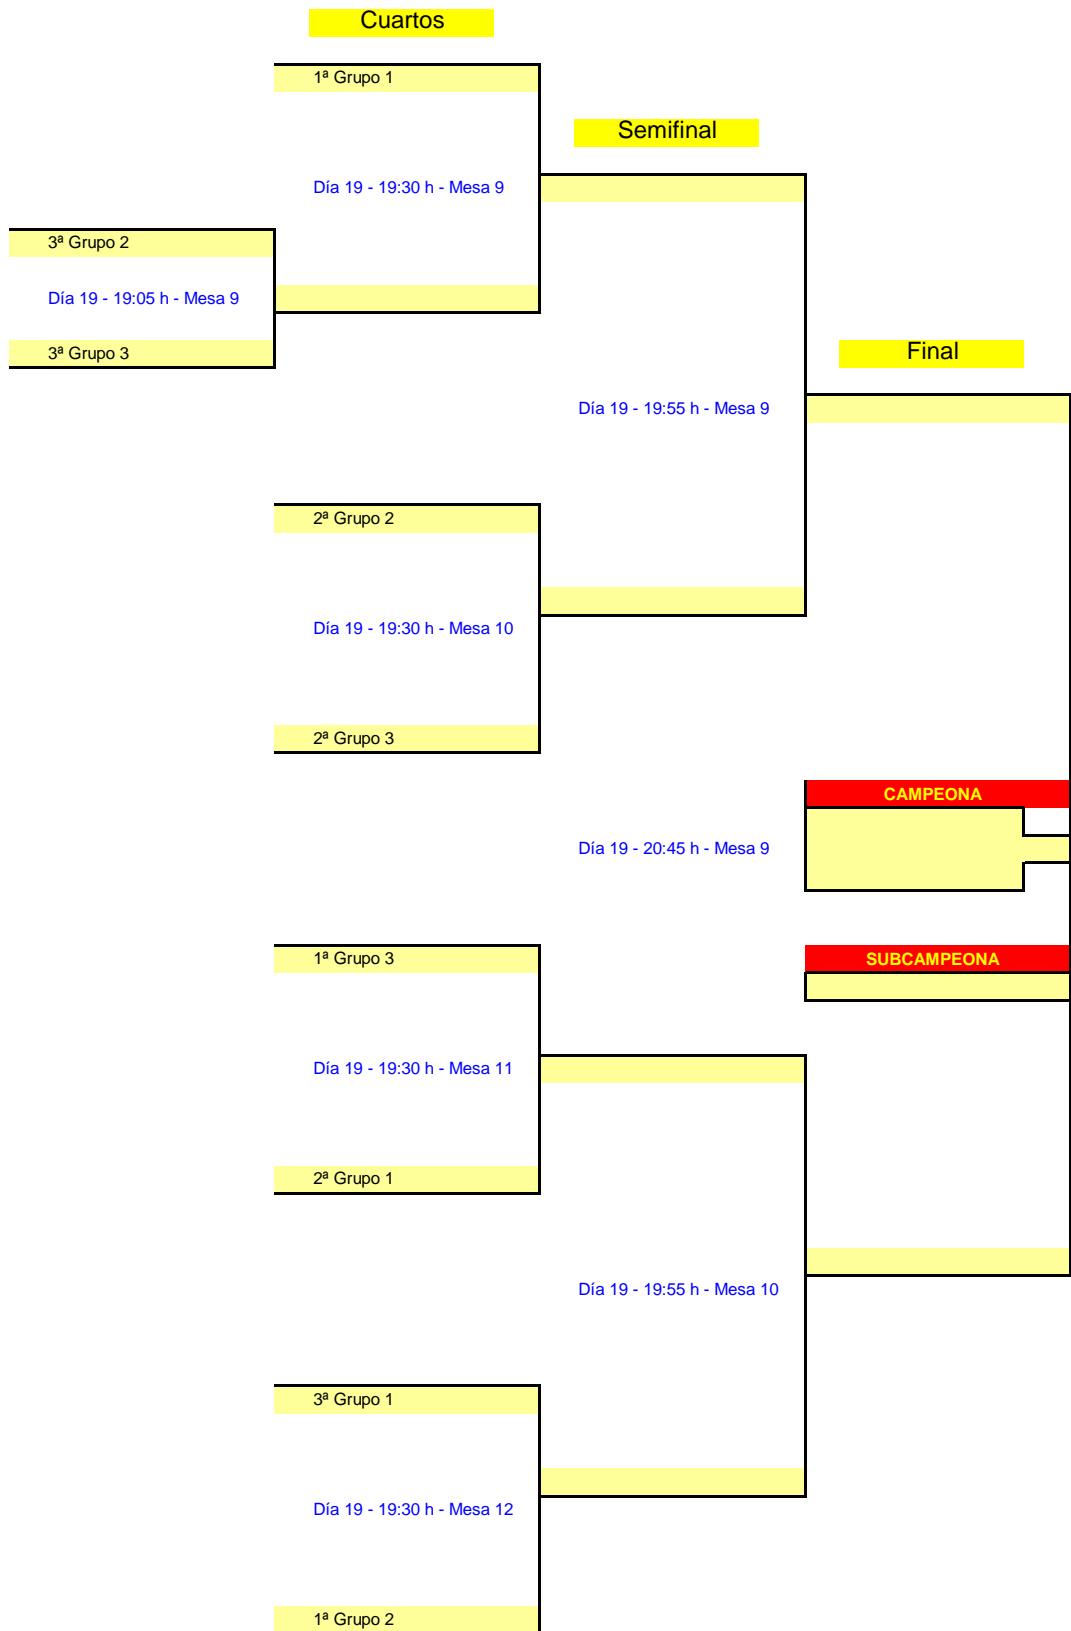 Cuartos
1ª Grupo 1
Semifinal
Día 19 - 19:30 h - Mesa 9
3ª Grupo 2
Día 19 - 19:05 h - Mesa 9
3ª Grupo 3
Final
Día 19 - 19:55 h - Mesa 9
2ª Grupo 2
Día 19 - 19:30 h - Mesa 10
2ª Grupo 3
CAMPEONA
Día 19 - 20:45 h - Mesa 9
1ª Grupo 3
SUBCAMPEONA
Día 19 - 19:30 h - Mesa 11
2ª Grupo 1
Día 19 - 19:55 h - Mesa 10
3ª Grupo 1
Día 19 - 19:30 h - Mesa 12
1ª Grupo 2